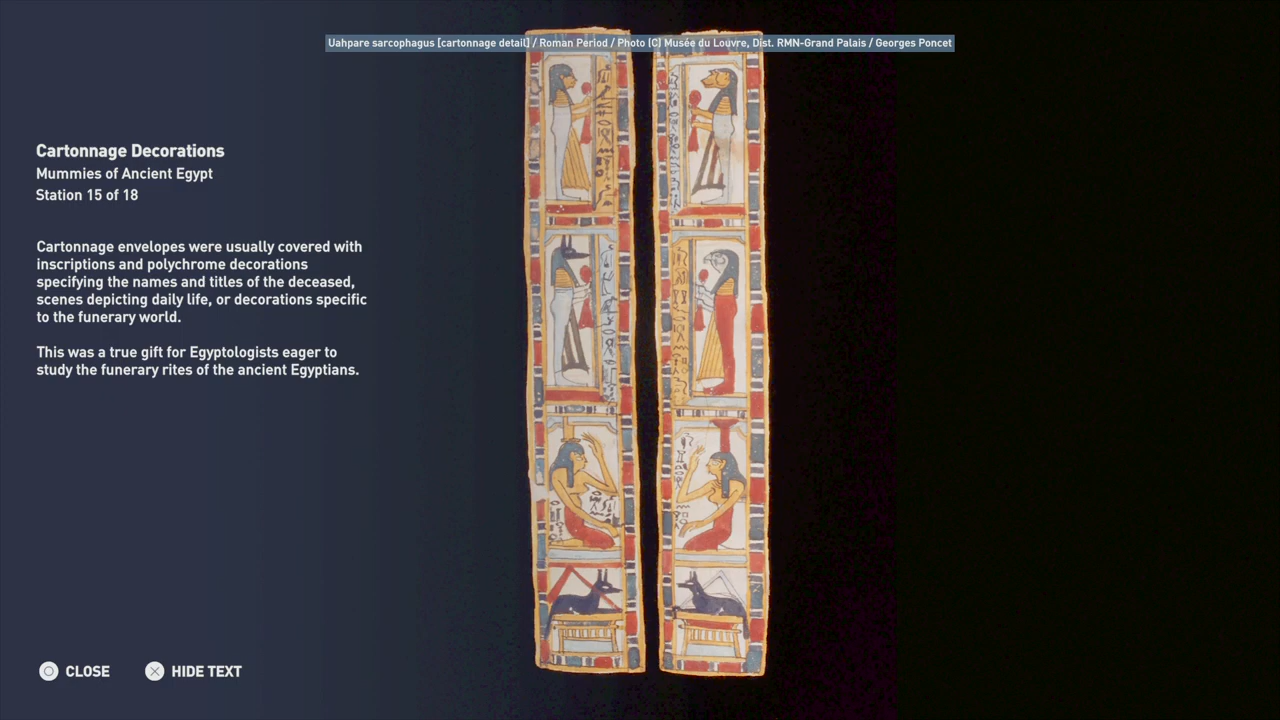 Uahpare sarcophagus [cartonnage detail] / Roman Period / Photo (C) Musée du Louvre, Dist. RMN-Grand Palais / Georges Poncet
Cartonnage Decorations
Mummies of Ancient Egypt
Station 15 of 18
Cartonnage envelopes were usually covered with
inscriptions and polychrome decorations
specifying the names and titles of the deceased,
scenes depicting daily life, or decorations specific
to the funerary world.
This was a true gift for Egyptologists eager to
study the funerary rites of the ancient Egyptians.
CLOSE
HIDE TEXT